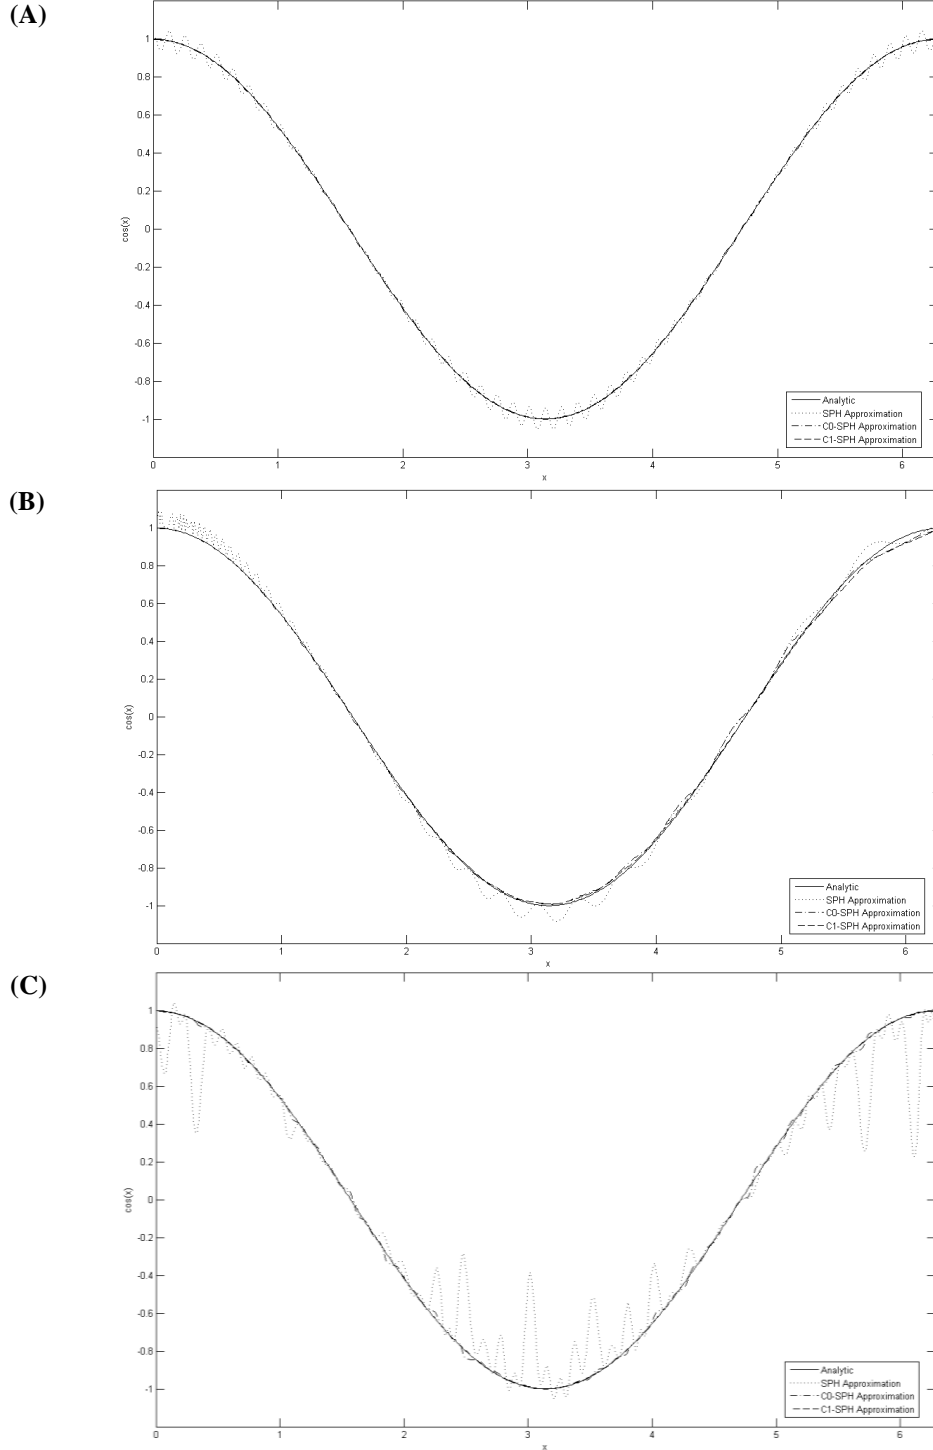 (A)
1
0.8
0.6
0.4
0.2
0
-0.2
-0.4
-0.6
-0.8
-1
cos(x)
Analytic
SPH Approximation
C0-SPH Approximation
C1-SPH Approximation
0 1 2 3 4 5 6
x
(B)
1
0.8
0.6
0.4
0.2
0
-0.2
-0.4
-0.6
-0.8
-1
cos(x)
Analytic
SPH Approximation
C0-SPH Approximation
C1-SPH Approximation
0 1 2 3 4 5 6
x
(C)
1
0.8
0.6
0.4
0.2
0
-0.2
-0.4
-0.6
-0.8
-1
cos(x)
Analytic
SPH Approximation
C0-SPH Approximation
C1-SPH Approximation
0 1 2 3 4 5 6
x